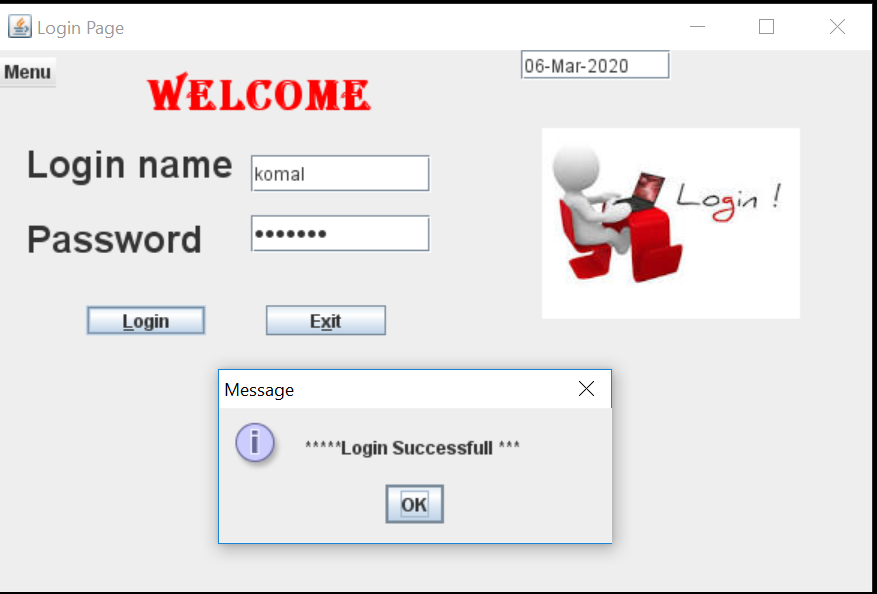 Login Page
Menu
WELCOME
06-Mar-2020
Login name
komal
Login !
Password
•••••••
Login
Exit
Message
*****Login Successfull ***
OK